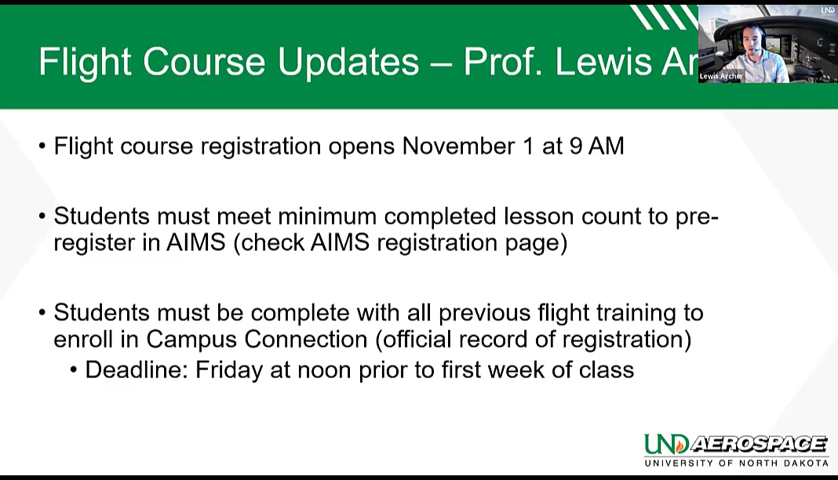 UND
Flight Course Updates – Prof. Lewis Ar
Lewis Archer
• Flight course registration opens November 1 at 9 AM
• Students must meet minimum completed lesson count to pre-
register in AIMS (check AIMS registration page)
• Students must be complete with all previous flight training to
enroll in Campus Connection (official record of registration)
• Deadline: Friday at noon prior to first week of class
UND AEROSPACE
UNIVERSITY OF NORTH DAKOTA